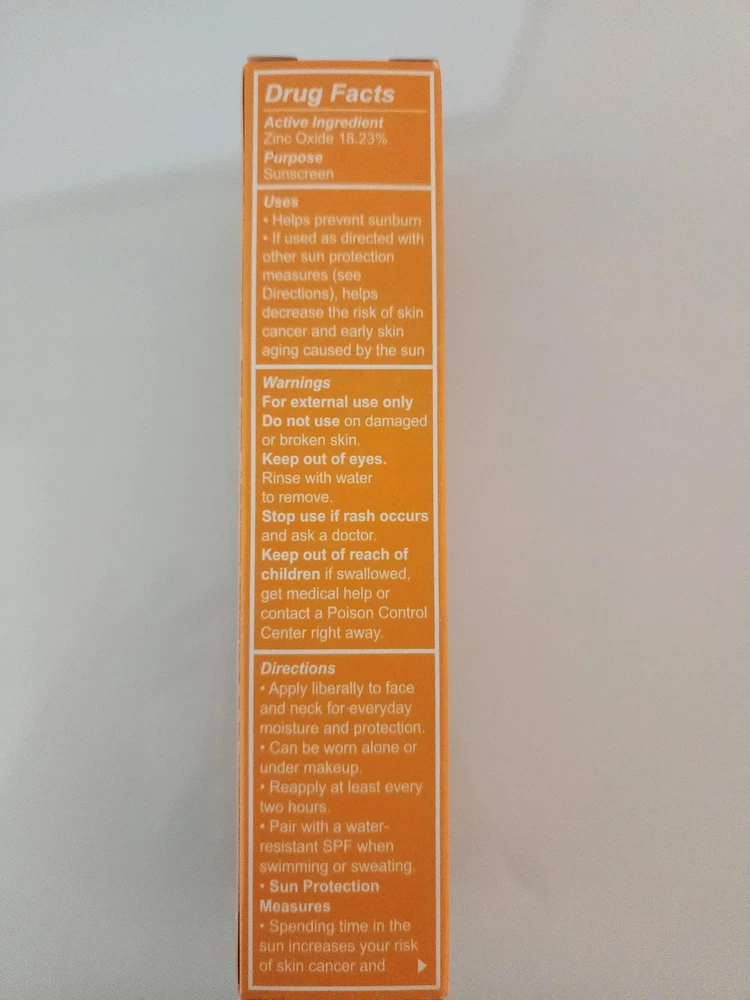 Drug Facts
Active Ingredient
Zinc Oxide 18.23%
Purpose
Sunscreen
Uses
• Helps prevent sunburn
• If used as directed with
other sun protection
measures (see
Directions), helps
decrease the risk of skin
cancer and early skin
aging caused by the sun
Warnings
For external use only
Do not use on damaged
or broken skin.
Keep out of eyes.
Rinse with water
to remove.
Stop use if rash occurs
and ask a doctor.
Keep out of reach of
children if swallowed,
get medical help or
contact a Poison Control
Center right away.
Directions
• Apply liberally to face
and neck for everyday
moisture and protection.
• Can be worn alone or
under makeup.
• Reapply at least every
two hours.
• Pair with a water-
resistant SPF when
swimming or sweating.
• Sun Protection
Measures
• Spending time in the
sun increases your risk
of skin cancer and